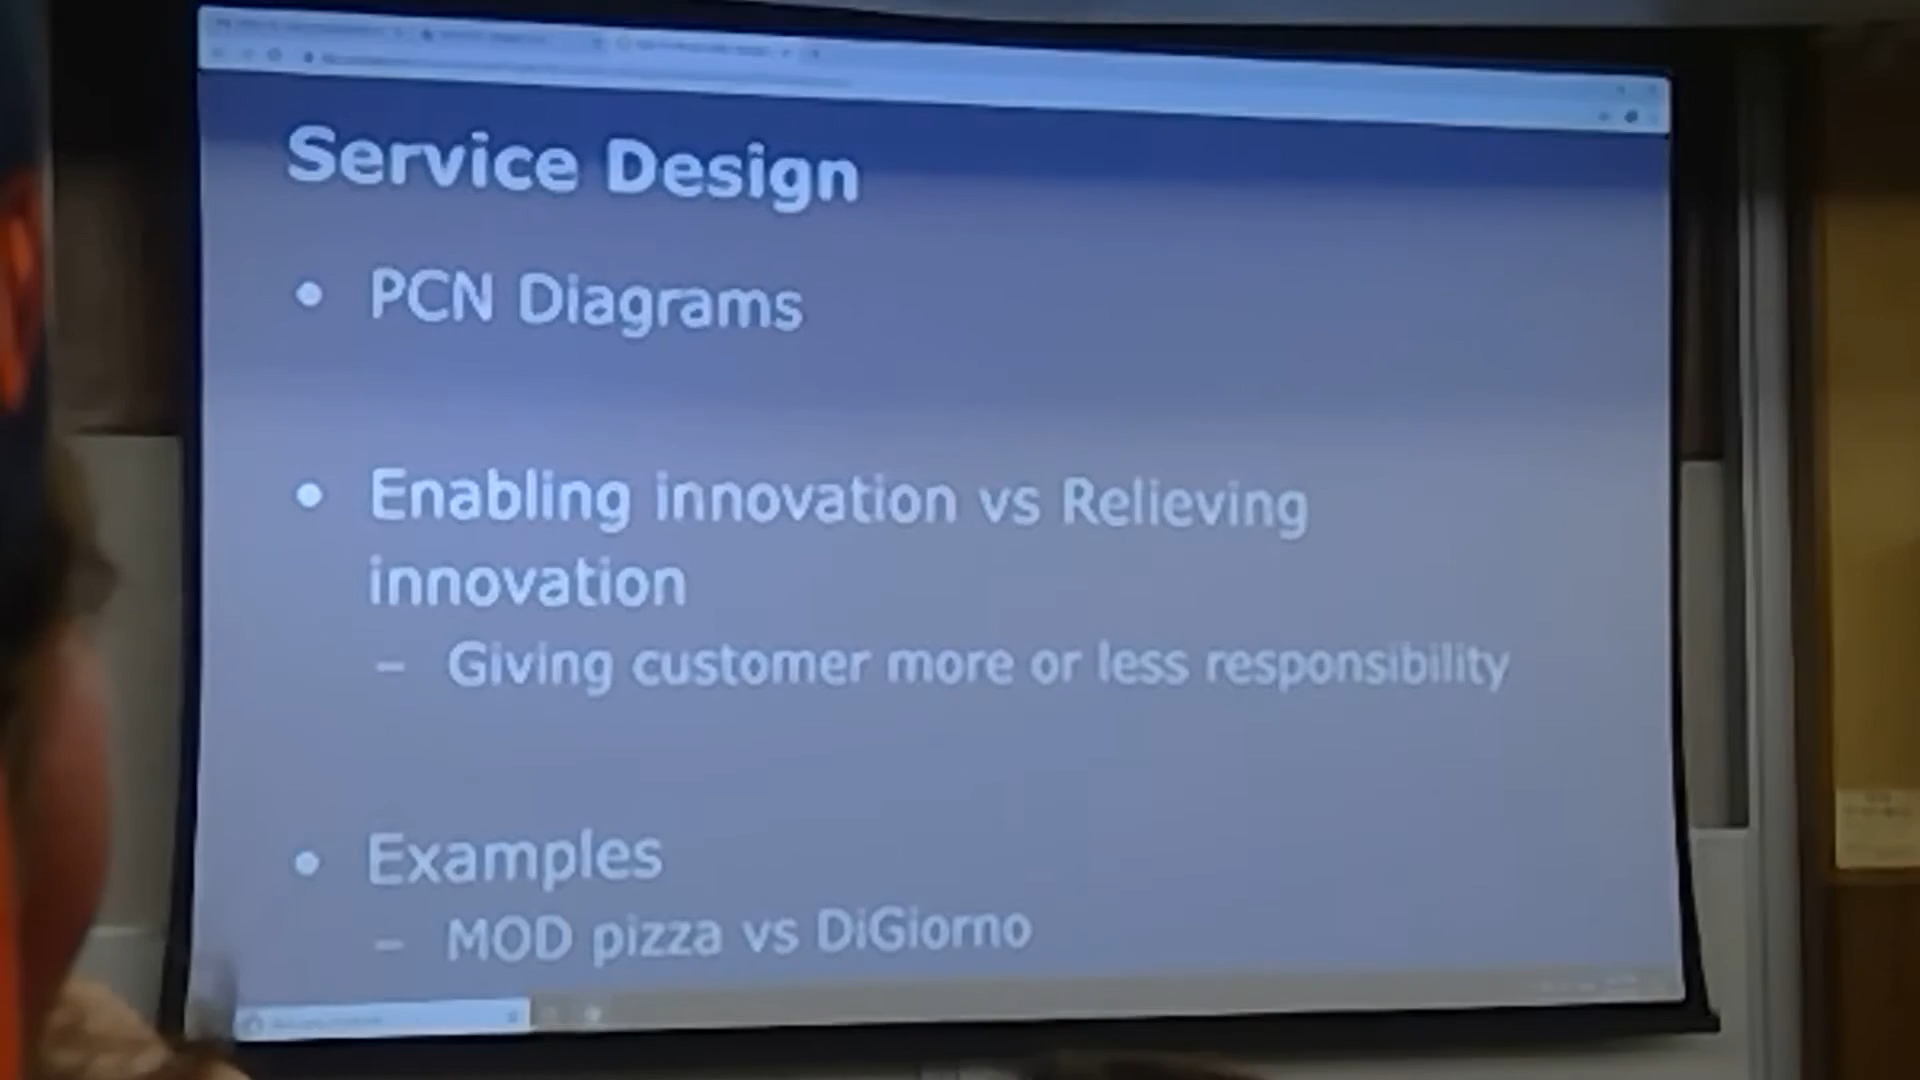 Service Design
• PCN Diagrams
• Enabling innovation vs Relieving
innovation
– Giving customer more or less responsibility
• Examples
– MOD pizza vs DiGiorno